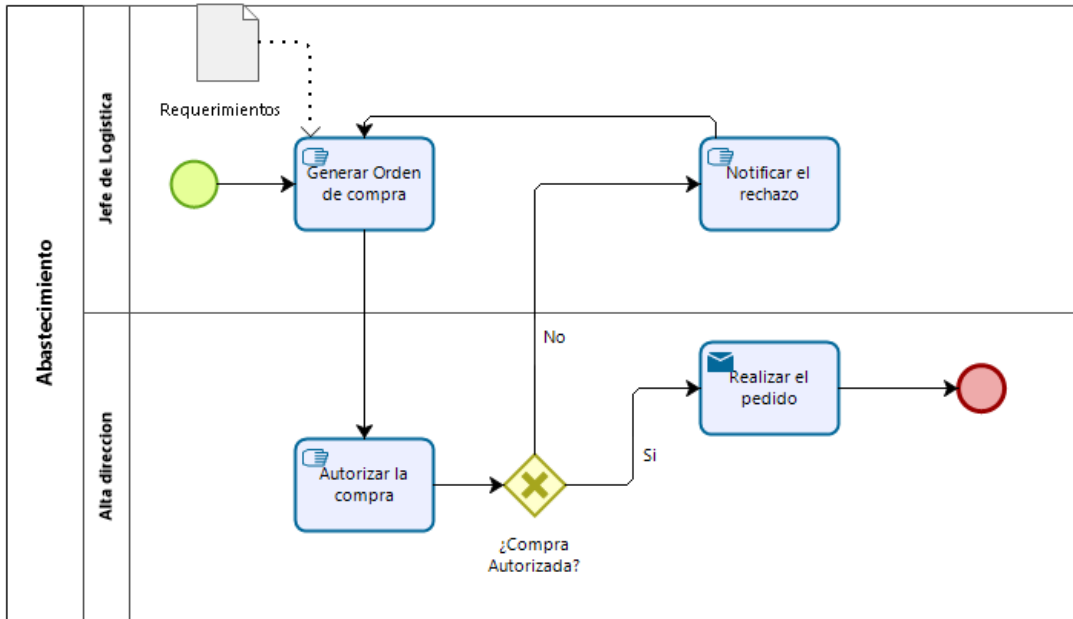 Abastecimiento
Jefe de Logistica
Requerimientos
Generar Orden
de compra
Notificar el
rechazo
Alta direccion
No
Realizar el
pedido
Si
Autorizar la
compra
¿Compra
Autorizada?